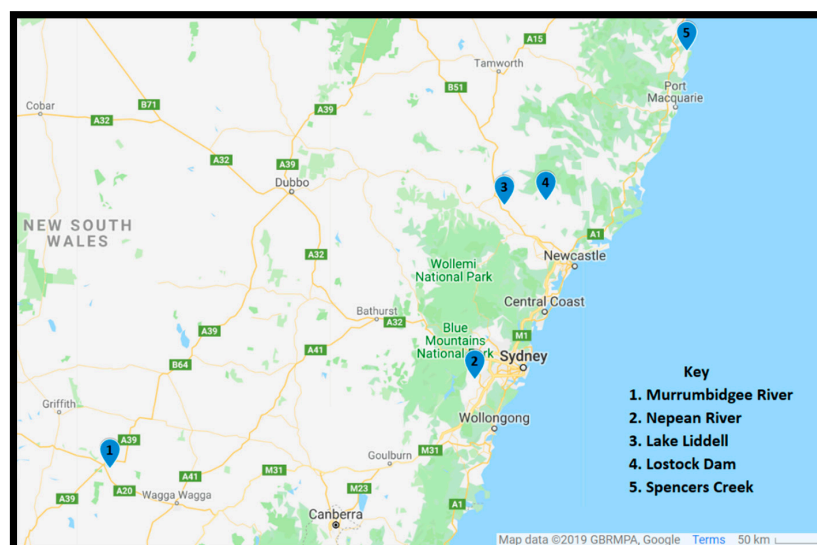 5
A15
Tamworth
B51
Port
Macquarie
Cobar
B71
A39
A32
A32
A39
Dubbo
3
4
NEW SOUTH
WALES
A1
A32
Newcastle
Wollemi
National Park
Central Coast
Bathurst
A32
A39
Blue
Mountains
National Park
M1
A41
Sydney
B64
2
Key
1. Murrumbidgee River
2. Nepean River
3. Lake Liddell
4. Lostock Dam
5. Spencers Creek
Griffith
Wollongong
A39
1
M31
Goulburn
A41
M31
A20
A39
Wagga Wagga
M23
A1
Canberra
Map data ©2019 GBRMPA, Google Terms 50 km